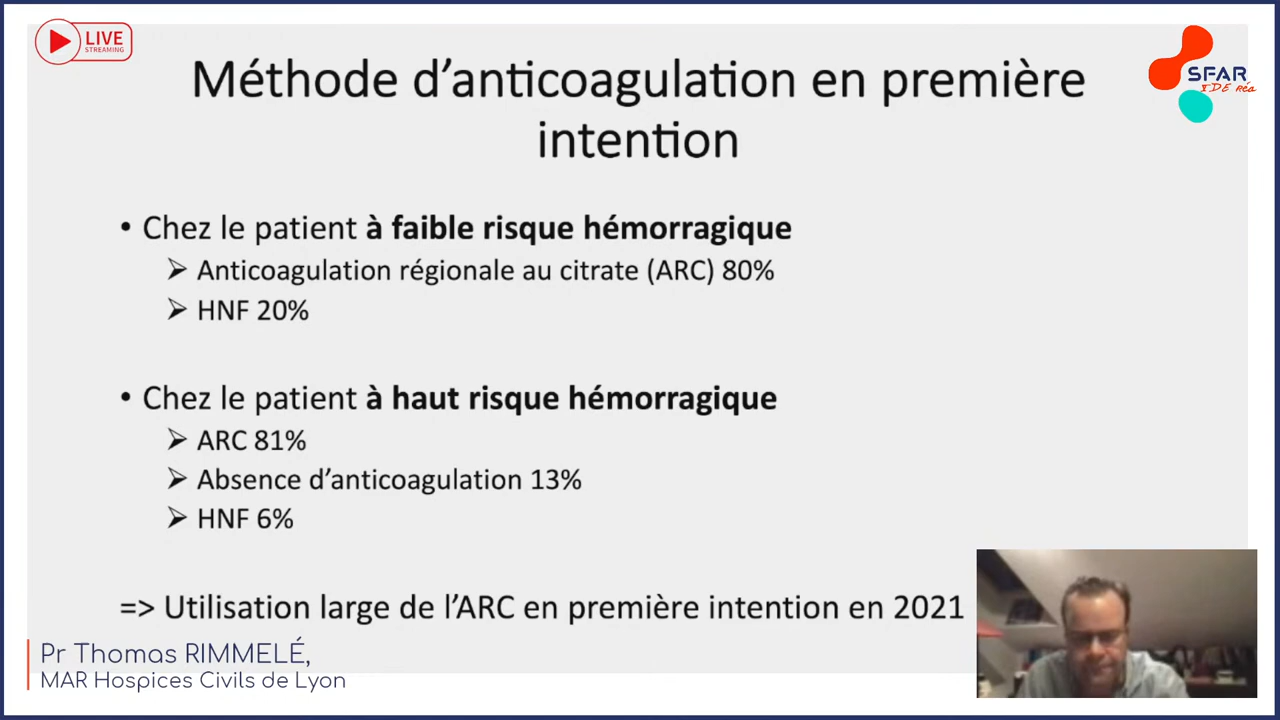 LIVE
STREAMING
SFAR
IDE Réa
Méthode d’anticoagulation en première
intention
• Chez le patient à faible risque hémorragique
➢ Anticoagulation régionale au citrate (ARC) 80%
➢ HNF 20%
• Chez le patient à haut risque hémorragique
➢ ARC 81%
➢ Absence d’anticoagulation 13%
➢ HNF 6%
=> Utilisation large de l’ARC en première intention en 2021
Pr Thomas RIMMELÉ,
MAR Hospices Civils de Lyon